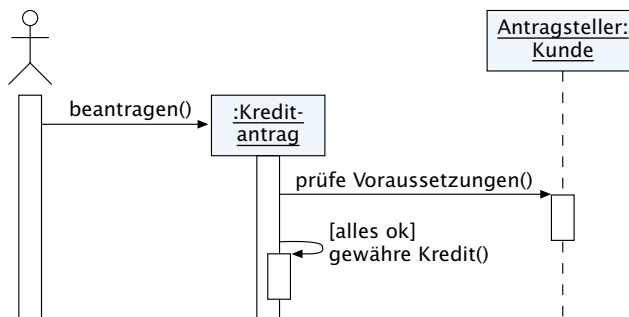 Antragsteller:
Kunde
beantragen()
:Kredit-
antrag
prüfe Voraussetzungen()
[alles ok]
gewähre Kredit()